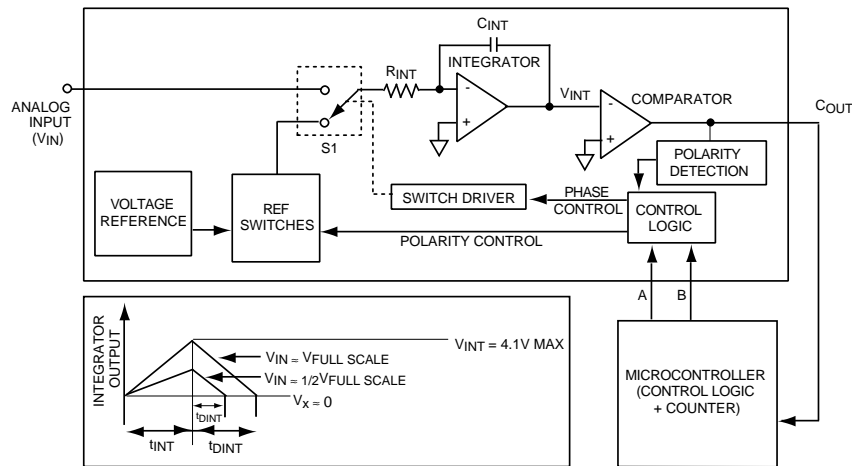 CINT
RINT
INTEGRATOR
ANALOG
INPUT
(VIN)
S1
-
+
VINT
COMPARATOR
-
+
COUT
POLARITY
DETECTION
VOLTAGE
REFERENCE
REF
SWITCHES
SWITCH DRIVER
PHASE
CONTROL
CONTROL
LOGIC
POLARITY CONTROL
A
B
MICROCONTROLLER
(CONTROL LOGIC
+ COUNTER)
INTEGRATOR
OUTPUT
VINT = 4.1V MAX
VIN ≈ VFULL SCALE
VIN ≈ 1/2VFULL SCALE
VX ≈ 0
tDINT
tINT
tDINT